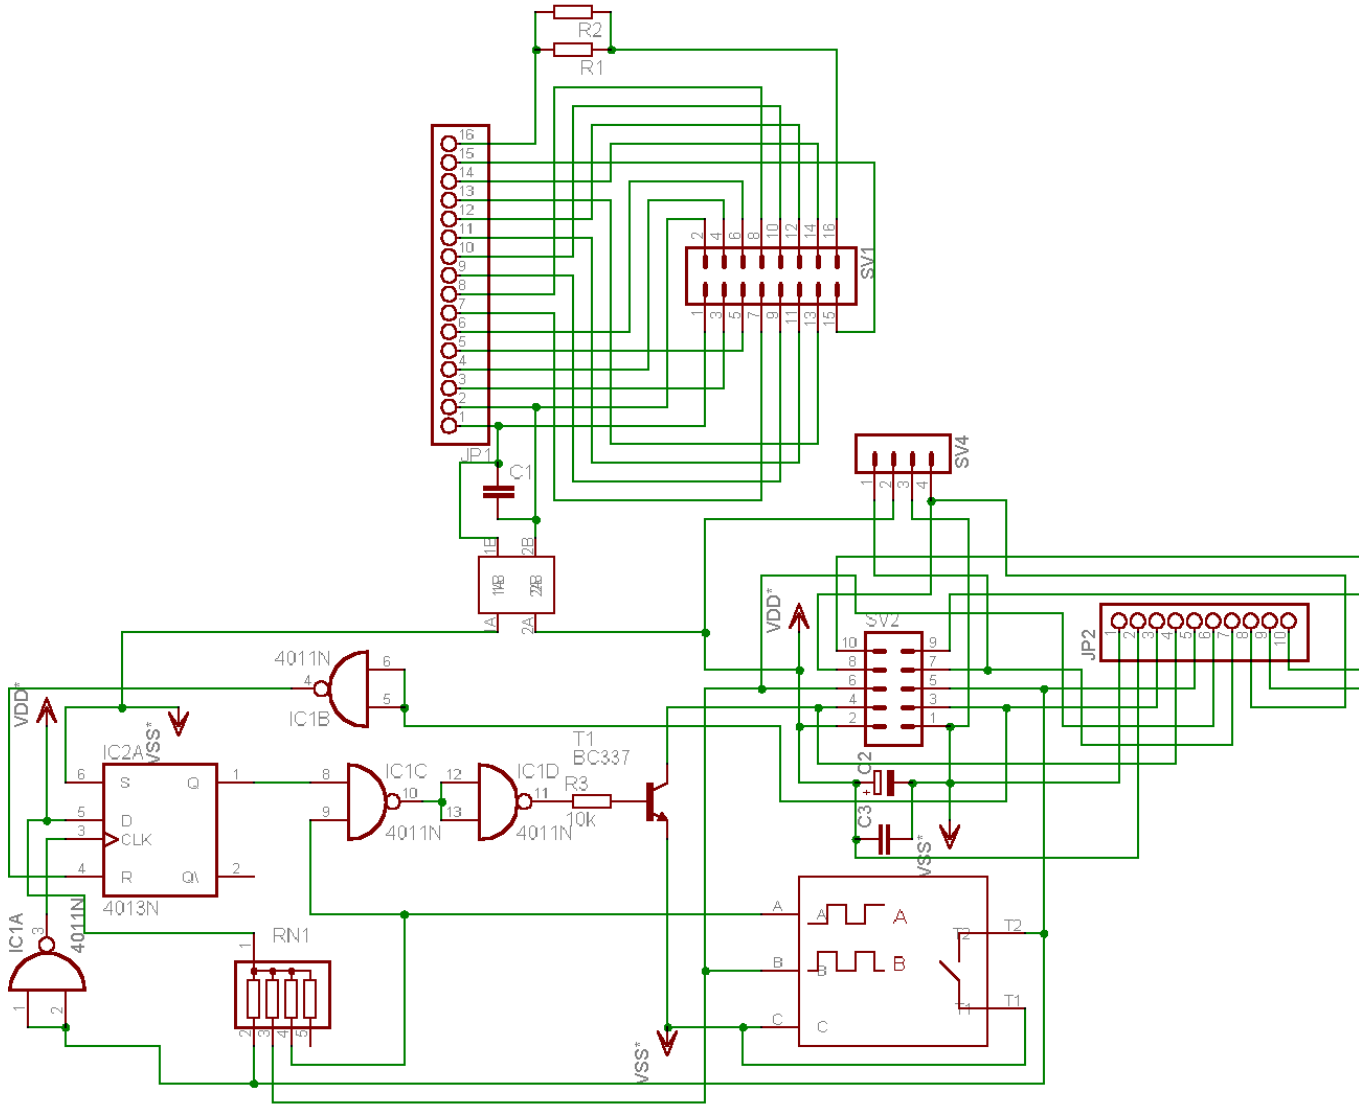 R2
R1
16
15
14
13
12
11
10
9
8
7
6
5
4
3
2
1
JP1
2
4
6
8
10
12
14
16
SV1
1
3
5
7
9
11
13
15
C1
1B
2B
1A
2A
SV4
1
2
3
4
VDD*
SV2
10
9
8
7
6
5
4
3
2
1
JP2
1
2
3
4
5
6
7
8
9
10
4011N
6
4
5
IC1B
VDD*
VSS*
IC2A
6
S
Q
1
5
D
3
CLK
4
R
Q\
2
4013N
8
9
IC1C
10
4011N
12
13
IC1D
11
4011N
T1
BC337
R3
10k
C2
+
C3
VSS*
IC1A
3
4011N
1
2
RN1
1
2
3
4
5
VSS*
A
A
A
B
B
B
C
C
T2
T2
T1
T1